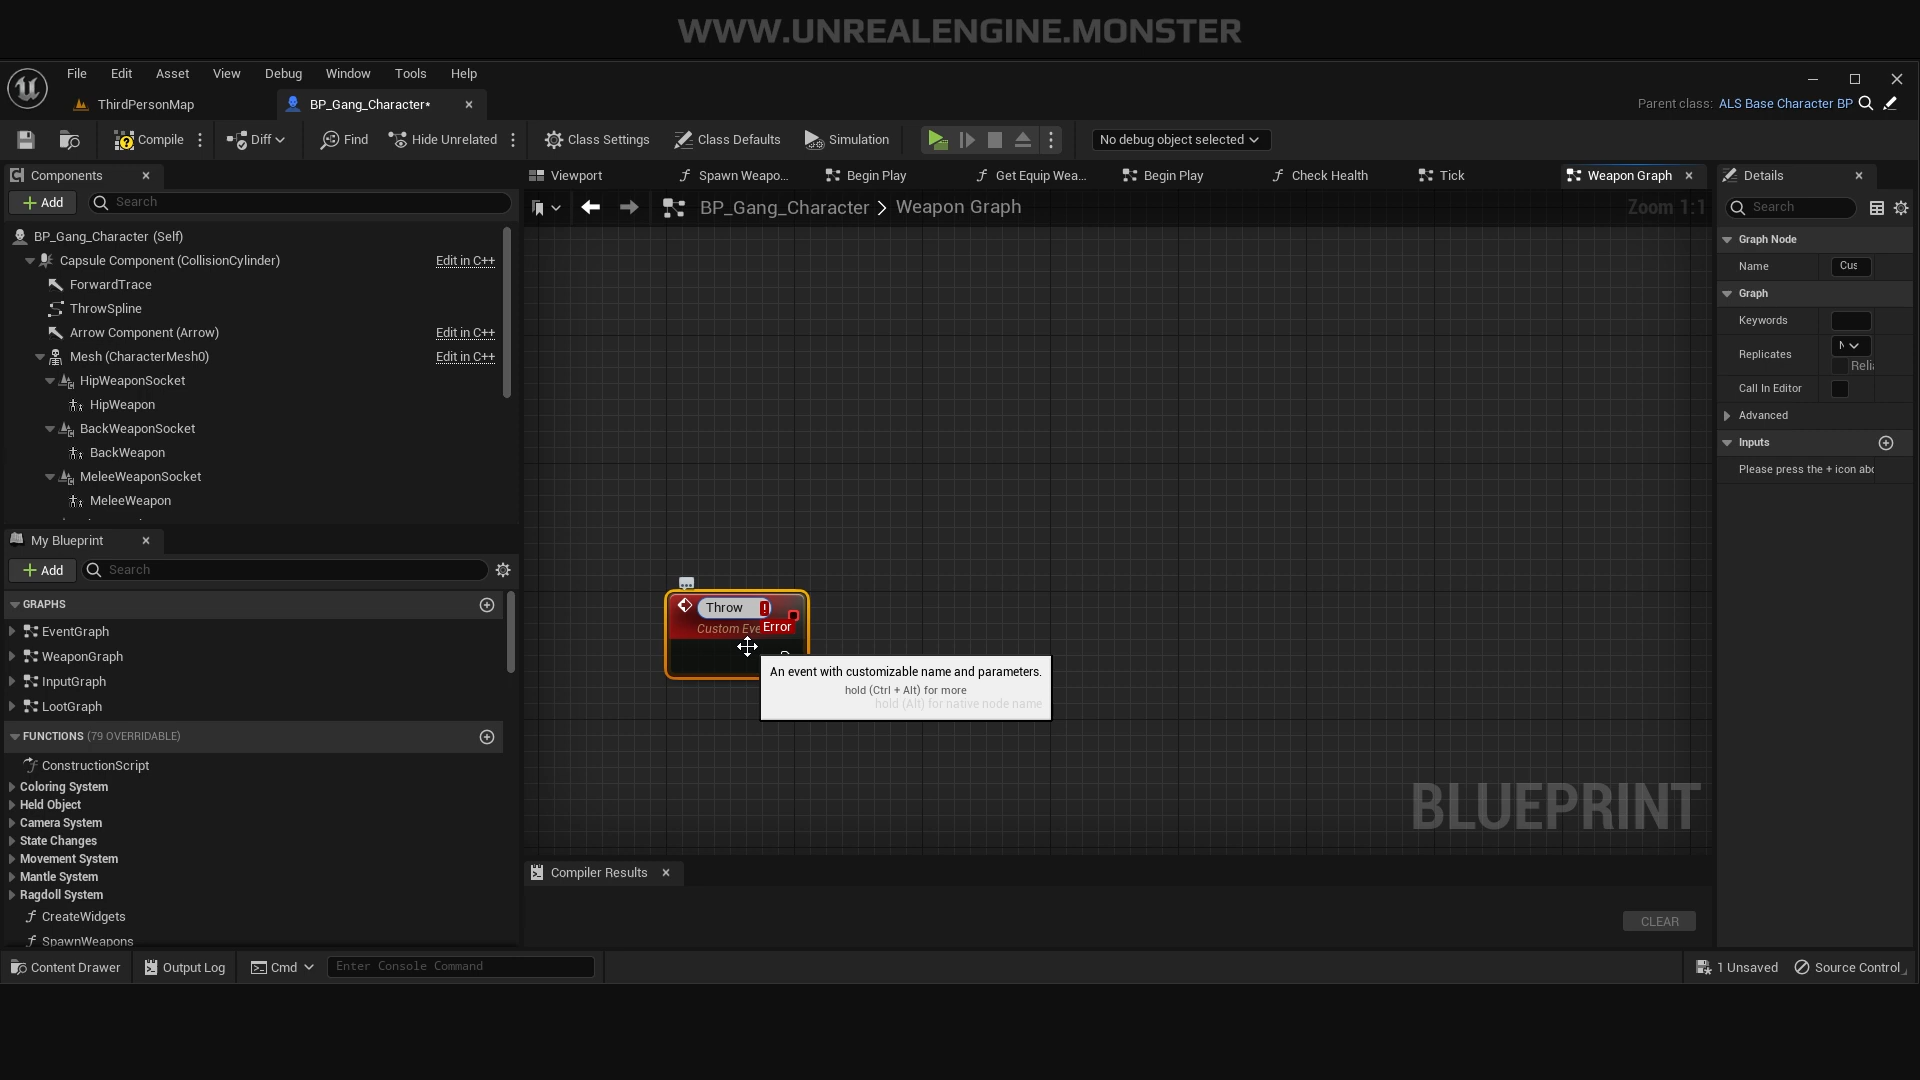 WWW.UNREALENGINE.MONSTER
File Edit Asset View Debug Window Tools Help
ThirdPersonMap
BP_Gang_Character*
Parent class: ALS Base Character BP
Compile
Diff
Find
Hide Unrelated
Class Settings
Class Defaults
Simulation
No debug object selected
Components
Add
Search
BP_Gang_Character (Self)
Capsule Component (CollisionCylinder) Edit in C++
ForwardTrace
ThrowSpline
Arrow Component (Arrow) Edit in C++
Mesh (CharacterMesh0) Edit in C++
HipWeaponSocket
HipWeapon
BackWeaponSocket
BackWeapon
MeleeWeaponSocket
MeleeWeapon
My Blueprint
Add
Search
GRAPHS
EventGraph
WeaponGraph
InputGraph
LootGraph
FUNCTIONS (79 OVERRIDABLE)
ConstructionScript
Coloring System
Held Object
Camera System
State Changes
Movement System
Mantle System
Ragdoll System
CreateWidgets
SpawnWeapons
Viewport
Spawn Weapo...
Begin Play
Get Equip Wea...
Begin Play
Check Health
Tick
Weapon Graph
BP_Gang_Character > Weapon Graph
Zoom 1:1
Throw !
Custom Eve
Error
An event with customizable name and parameters.
hold (Ctrl + Alt) for more
hold (Alt) for native node name
BLUEPRINT
Compiler Results
CLEAR
Details
Search
Graph Node
Name Cus
Graph
Keywords
Replicates
Reli
Call In Editor
Advanced
Inputs
Please press the + icon abo
Content Drawer
Output Log
Cmd
Enter Console Command
1 Unsaved
Source Control